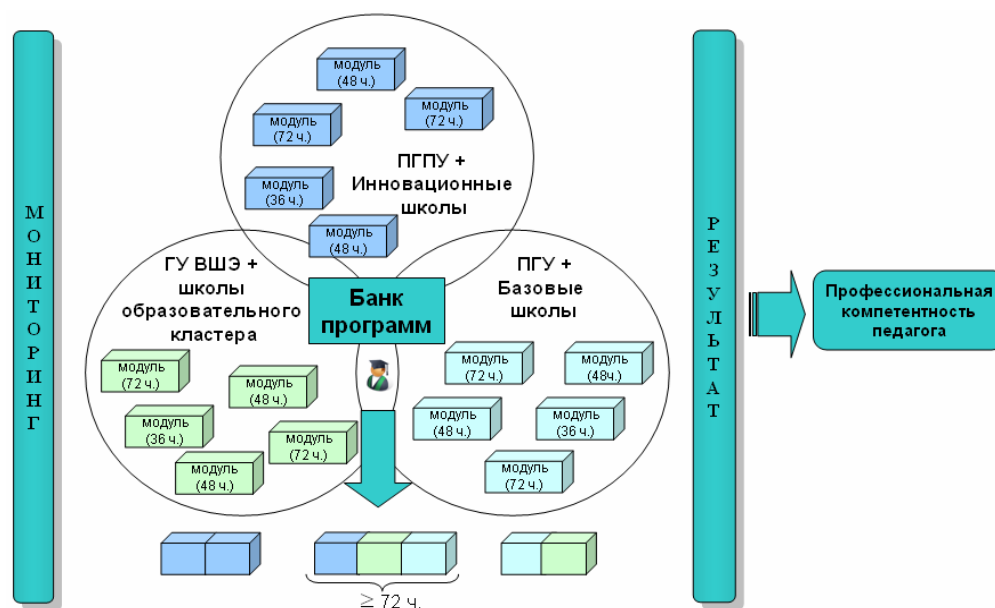 МОНИТОРИНГ
модуль
(48 ч.)
модуль
(72 ч.)
модуль
(72 ч.)
модуль
(36 ч.)
модуль
(48 ч.)
ПГПУ +
Инновационные
школы
ГУ ВШЭ +
школы
образовательного
кластера
ПГУ +
Базовые
школы
Банк
программ
модуль
(72 ч.)
модуль
(48 ч.)
модуль
(36 ч.)
модуль
(72 ч.)
модуль
(48 ч.)
модуль
(72 ч.)
модуль
(48ч.)
модуль
(48 ч.)
модуль
(36 ч.)
модуль
(72 ч.)
≥ 72 ч.
РЕЗУЛЬТАТ
Профессиональная
компетентность
педагога